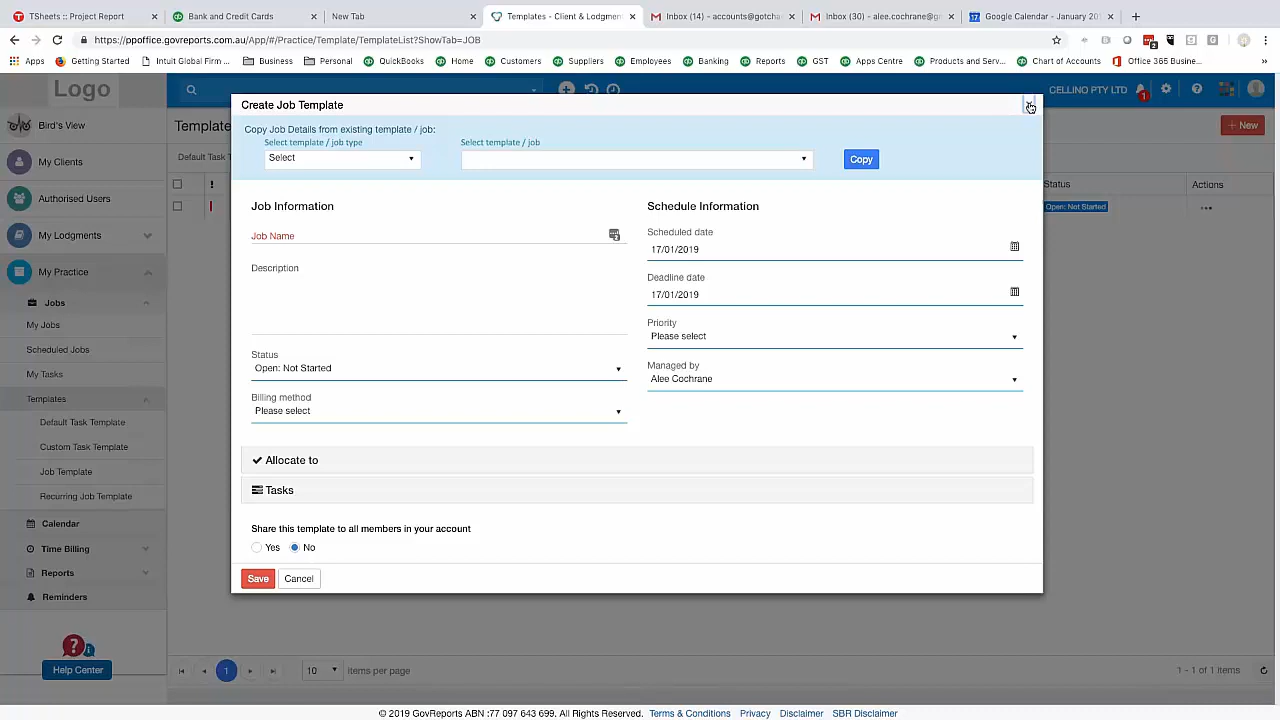 TSheets : Project Report
Bank and Credit Cards
New Tab
Templates - Client & Lodgmen
Inbox (14) - accounts@gotcha
Inbox (30) - alee.cochrane@g
Google Calendar - January 20
https://ppoffice.govreports.com.au/App/#/Practice/Template/TemplateList?ShowTab=JOB
2
Apps
Getting Started
Intuit Global Firm ...
Business
Personal
QuickBooks
Home
Customers
Suppliers
Employees
Banking
Reports
GST
Apps Centre
Products and Serv...
Chart of Accounts
Office 365 Busine...
»
Logo
CELLINO PTY LTD
1
Bird's View
My Clients
Authorised Users
My Lodgments
My Practice
Jobs
My Jobs
Scheduled Jobs
My Tasks
Templates
Default Task Template
Custom Task Template
Job Template
Recurring Job Template
Calendar
Time Billing
Reports
Reminders
Help Center
Template
+ New
Default Task T
!
Status
Actions
Open: Not Started
Create Job Template
Copy Job Details from existing template / job:
Select template / job type
Select template / job
Select
Copy
Job Information
Schedule Information
Job Name
Scheduled date
17/01/2019
Description
Deadline date
17/01/2019
Priority
Please select
Status
Open: Not Started
Managed by
Alee Cochrane
Billing method
Please select
Allocate to
Tasks
Share this template to all members in your account
Yes
No
Save
Cancel
1
10
items per page
1 - 1 of 1 items
© 2019 GovReports ABN :77 097 643 699. All Rights Reserved.
Terms & Conditions
Privacy
Disclaimer
SBR Disclaimer